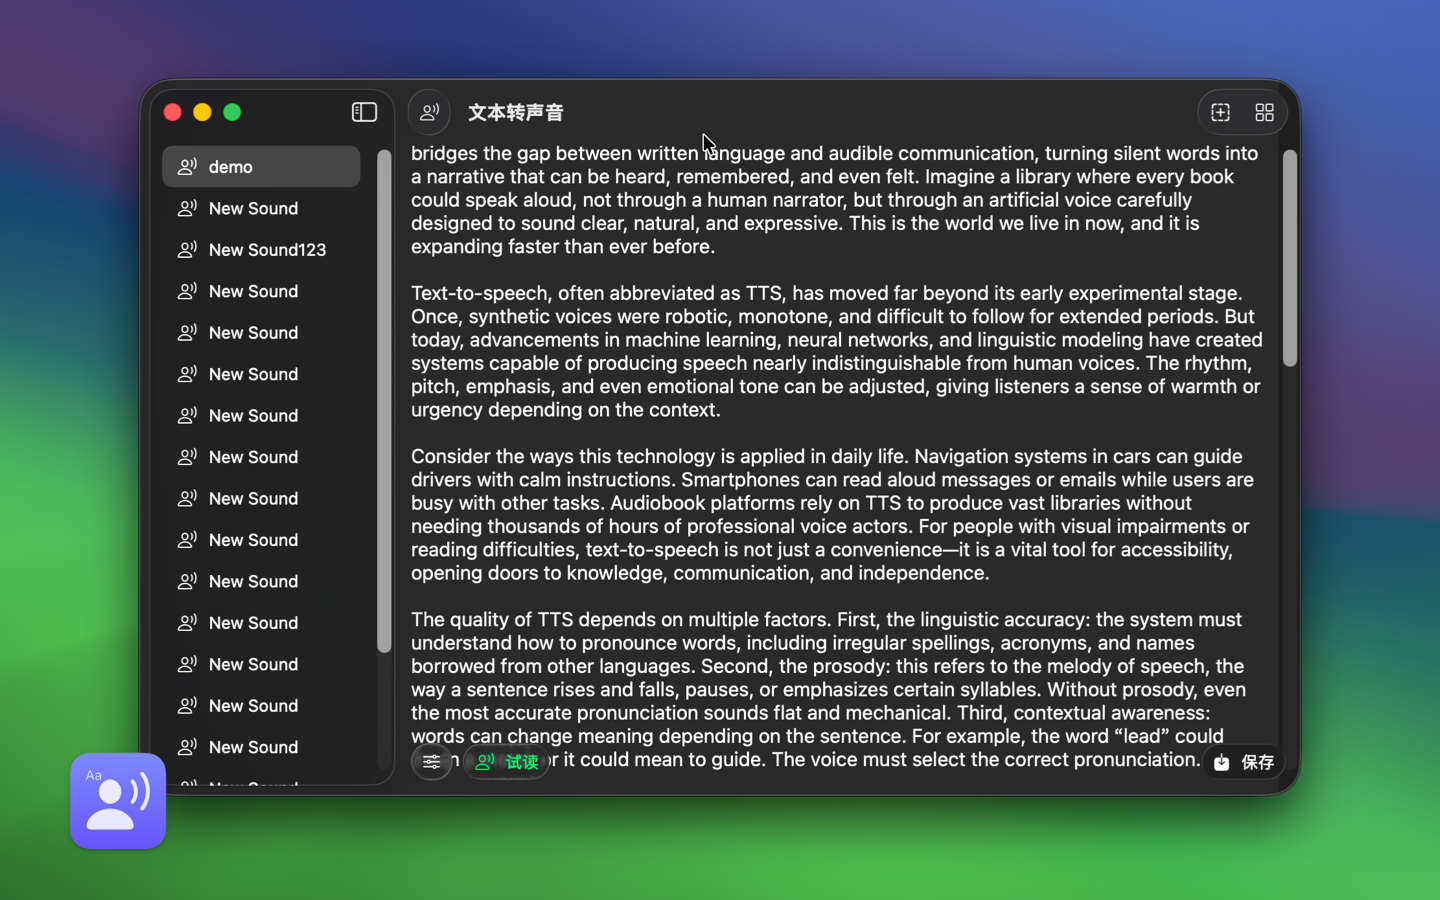 文本转声音
demo
New Sound
New Sound123
New Sound
New Sound
New Sound
New Sound
New Sound
New Sound
New Sound
New Sound
New Sound
New Sound
New Sound
New Sound
New Sound
bridges the gap between written language and audible communication, turning silent words into
a narrative that can be heard, remembered, and even felt. Imagine a library where every book
could speak aloud, not through a human narrator, but through an artificial voice carefully
designed to sound clear, natural, and expressive. This is the world we live in now, and it is
expanding faster than ever before.
Text-to-speech, often abbreviated as TTS, has moved far beyond its early experimental stage.
Once, synthetic voices were robotic, monotone, and difficult to follow for extended periods. But
today, advancements in machine learning, neural networks, and linguistic modeling have created
systems capable of producing speech nearly indistinguishable from human voices. The rhythm,
pitch, emphasis, and even emotional tone can be adjusted, giving listeners a sense of warmth or
urgency depending on the context.
Consider the ways this technology is applied in daily life. Navigation systems in cars can guide
drivers with calm instructions. Smartphones can read aloud messages or emails while users are
busy with other tasks. Audiobook platforms rely on TTS to produce vast libraries without
needing thousands of hours of professional voice actors. For people with visual impairments or
reading difficulties, text-to-speech is not just a convenience—it is a vital tool for accessibility,
opening doors to knowledge, communication, and independence.
The quality of TTS depends on multiple factors. First, the linguistic accuracy: the system must
understand how to pronounce words, including irregular spellings, acronyms, and names
borrowed from other languages. Second, the prosody: this refers to the melody of speech, the
way a sentence rises and falls, pauses, or emphasizes certain syllables. Without prosody, even
the most accurate pronunciation sounds flat and mechanical. Third, contextual awareness:
words can change meaning depending on the sentence. For example, the word “lead” could
or it could mean to guide. The voice must select the correct pronunciation.
试读
保存
Aa